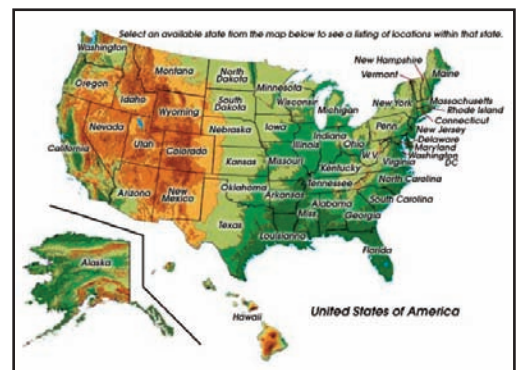 Select an available state from the map below to see a listing of locations within that state.
Washington
Montana
North
Dakota
Minnesota
New Hampshire
Vermont
Maine
Oregon
Idaho
Wyoming
South
Dakota
Wisconsin
Michigan
New York
Massachusetts
Rhode Island
Connecticut
Nevada
Utah
Colorado
Nebraska
Iowa
Illinois
Indiana
Ohio
Penn
New Jersey
Delaware
Maryland
Washington
DC
California
Kansas
Missouri
Kentucky
W.V.
Virginia
Arizona
New
Mexico
Oklahoma
Arkansas
Tennessee
North Carolina
South Carolina
Texas
Louisianna
Miss
Alabama
Georgia
Florida
Alaska
Hawaii
United States of America